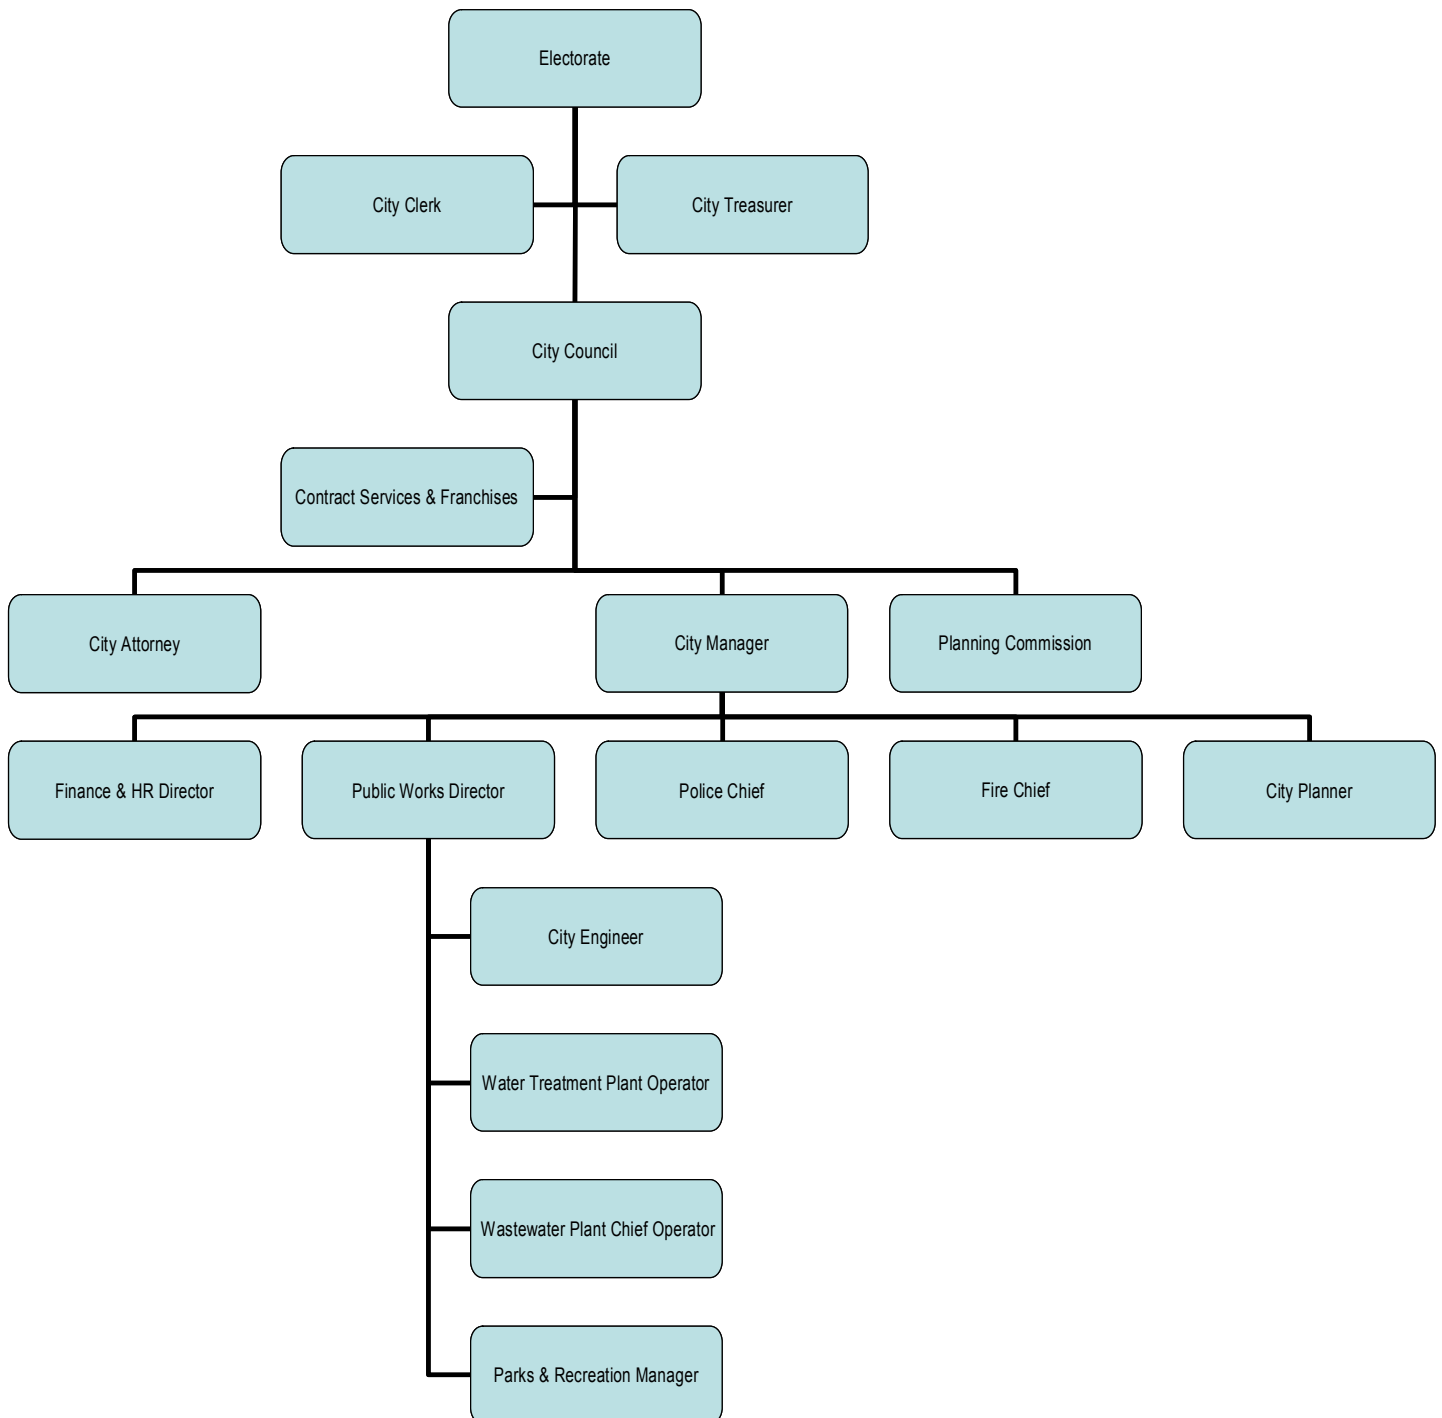 Electorate
City Clerk
City Treasurer
City Council
Contract Services & Franchises
City Attorney
City Manager
Planning Commission
Finance & HR Director
Public Works Director
Police Chief
Fire Chief
City Planner
City Engineer
Water Treatment Plant Operator
Wastewater Plant Chief Operator
Parks & Recreation Manager